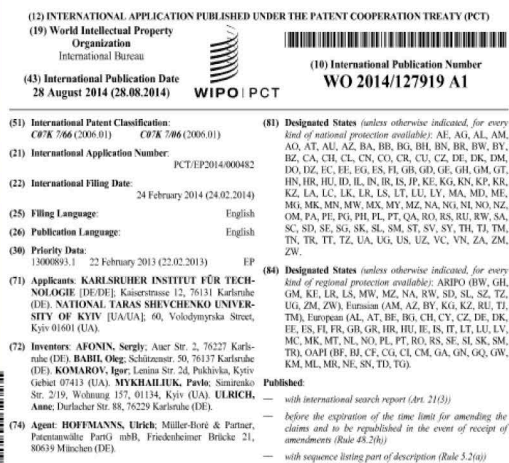 (12) INTERNATIONAL APPLICATION PUBLISHED UNDER THE PATENT COOPERATION TREATY (PCT)
(19) World Intellectual Property
Organization
International Bureau
(43) International Publication Date
28 August 2014 (28.08.2014)
WIPO | PCT
(10) International Publication Number
WO 2014/127919 A1
(51) International Patent Classification:
C07K 7/66 (2006.01) C07K 7/06 (2006.01)
(21) International Application Number:
PCT/EP2014/000482
(22) International Filing Date:
24 February 2014 (24.02.2014)
(25) Filing Language: English
(26) Publication Language: English
(30) Priority Data:
13000893.1 22 February 2013 (22.02.2013) EP
(71) Applicants: KARLSRUHER INSTITUT FÜR TECH-
NOLOGIE [DE/DE]; Kaiserstrasse 12, 76131 Karlsruhe
(DE). NATIONAL TARAS SHEVCHENKO UNIVER-
SITY OF KYIV [UA/UA]; 60, Volodymyrska Street,
Kyiv 01601 (UA).
(72) Inventors: AFONIN, Sergiy; Auer Str. 2, 76227 Karls-
ruhe (DE). BABII, Oleg; Schützenstr. 50, 76137 Karlsruhe
(DE). KOMAROV, Igor; Lenina Str. 2d, Pukhivka, Kytiv
Gebiet 07413 (UA). MYKHAILIUK, Pavlo; Simirenko
Str. 2/19, Wohnung 157, 01134, Kyiv (UA). ULRICH,
Anne; Durlacher Str. 88, 76229 Karlsruhe (DE).
(74) Agent: HOFFMANNS, Ulrich; Müller-Boré & Partner,
Patentanwälte PartG mbB, Friedenheimer Brücke 21,
80639 München (DE).
(81) Designated States (unless otherwise indicated, for every
kind of national protection available): AE, AG, AL, AM,
AO, AT, AU, AZ, BA, BB, BG, BH, BN, BR, BW, BY,
BZ, CA, CH, CL, CN, CO, CR, CU, CZ, DE, DK, DM,
DO, DZ, EC, EE, EG, ES, FI, GB, GD, GE, GH, GM, GT,
HN, HR, HU, ID, IL, IN, IR, IS, JP, KE, KG, KN, KP, KR,
KZ, LA, LC, LK, LR, LS, LT, LU, LY, MA, MD, ME,
MG, MK, MN, MW, MX, MY, MZ, NA, NG, NI, NO, NZ,
OM, PA, PE, PG, PH, PL, PT, QA, RO, RS, RU, RW, SA,
SC, SD, SE, SG, SK, SL, SM, ST, SV, SY, TH, TJ, TM,
TN, TR, TT, TZ, UA, UG, US, UZ, VC, VN, ZA, ZM,
ZW.
(84) Designated States (unless otherwise indicated, for every
kind of regional protection available): ARIPO (BW, GH,
GM, KE, LR, LS, MW, MZ, NA, RW, SD, SL, SZ, TZ,
UG, ZM, ZW), Eurasian (AM, AZ, BY, KG, KZ, RU, TJ,
TM), European (AL, AT, BE, BG, CH, CY, CZ, DE, DK,
EE, ES, FI, FR, GB, GR, HR, HU, IE, IS, IT, LT, LU, LV,
MC, MK, MT, NL, NO, PL, PT, RO, RS, SE, SI, SK, SM,
TR), OAPI (BF, BJ, CF, CG, CI, CM, GA, GN, GQ, GW,
KM, ML, MR, NE, SN, TD, TG).
Published:
— with international search report (Art. 21(3))
— before the expiration of the time limit for amending the
claims and to be republished in the event of receipt of
amendments (Rule 48.2(h))
— with sequence listing part of description (Rule 5.2(a))